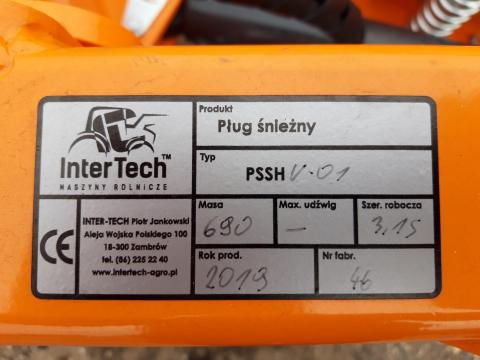 InterTech™
MASZYNY ROLNICZE
Produkt
Pług śnieżny
Typ
PSSH V-01
Masa
690
Max. udźwig
-
Szer. robocza
3,15
CE
INTER-TECH Piotr Jankowski
Aleja Wojska Polskiego 100
18-300 Zambrów
tel. (86) 225 22 40
www.intertech-agro.pl
Rok prod.
2019
Nr fabr.
46